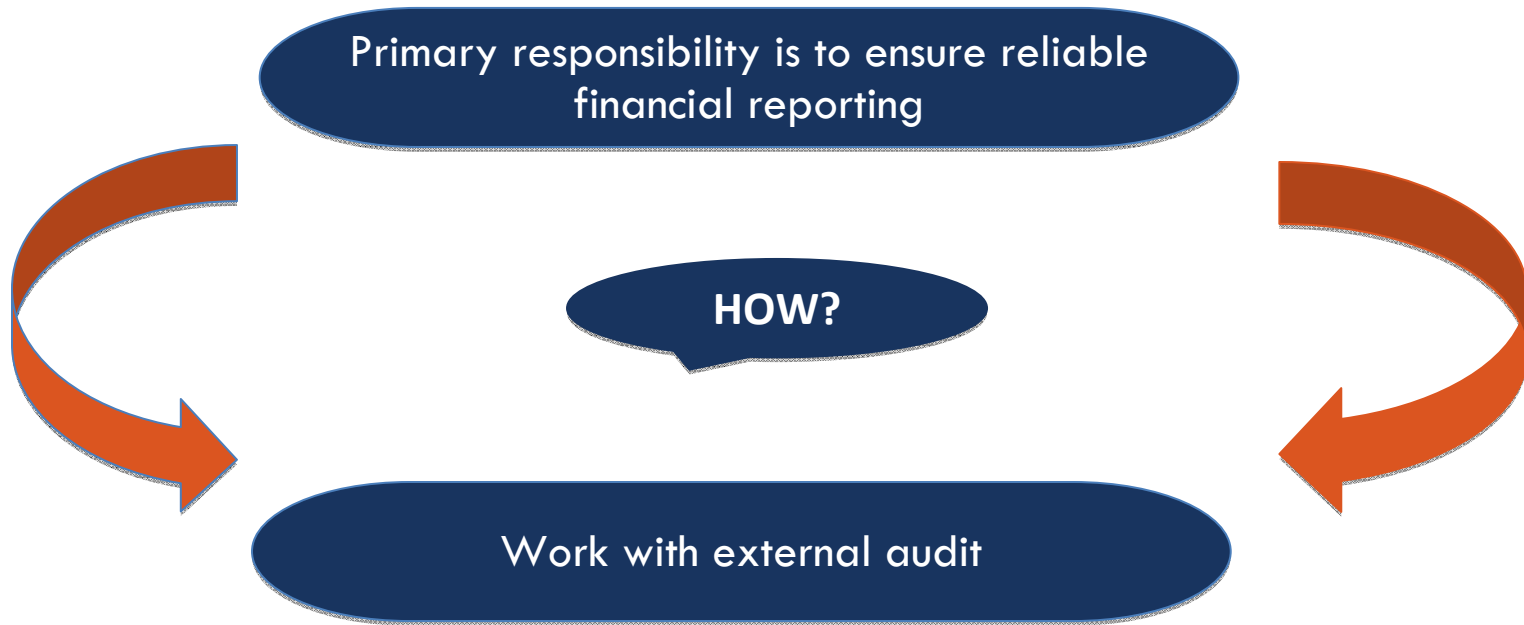 Primary responsibility is to ensure reliable
financial reporting
HOW?
Work with external audit